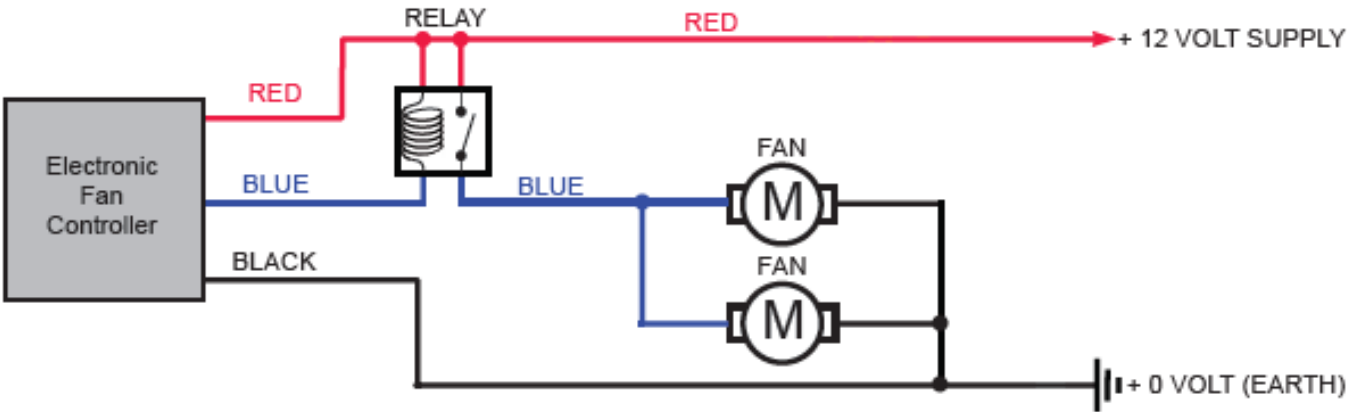 RELAY
RED
+ 12 VOLT SUPPLY
RED
Electronic
Fan
Controller
BLUE
BLUE
FAN
M
BLACK
FAN
M
+ 0 VOLT (EARTH)